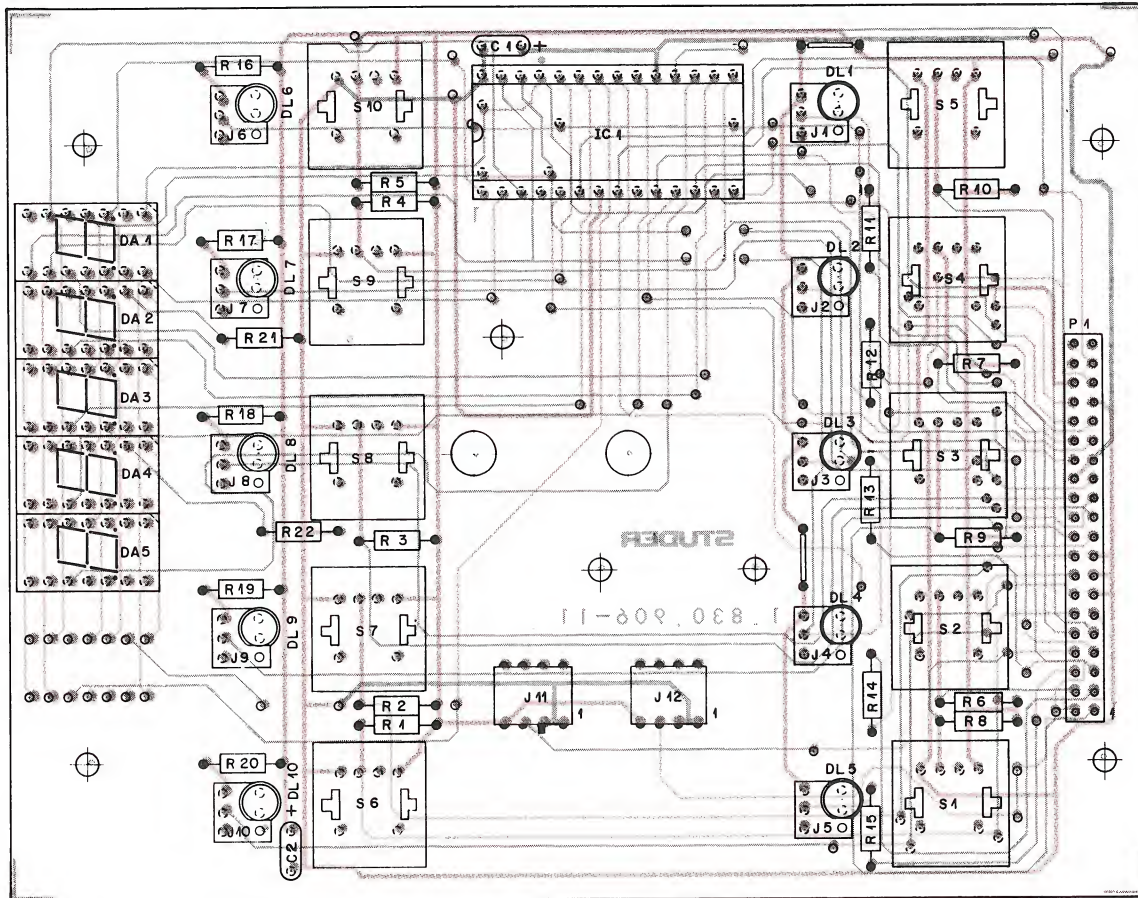 C1 +
R16
DL6
S10
J6
IC1
DL1
J1
S5
R5
R4
R10
R11
DA1
R17
DL7
S9
J7
DL2
J2
S4
DA2
R21
P1
R12
R7
DA3
R18
DL8
S8
J8
DL3
J3
S3
R13
DA4
R22
R3
STUDER
R9
DA5
R19
DL9
S7
J9
1.830.906-11
DL4
J4
S2
J11
1
J12
1
R14
R2
R1
R6
R8
1
R20
DL10
+
S6
J10
C2
DL5
J5
R15
S1